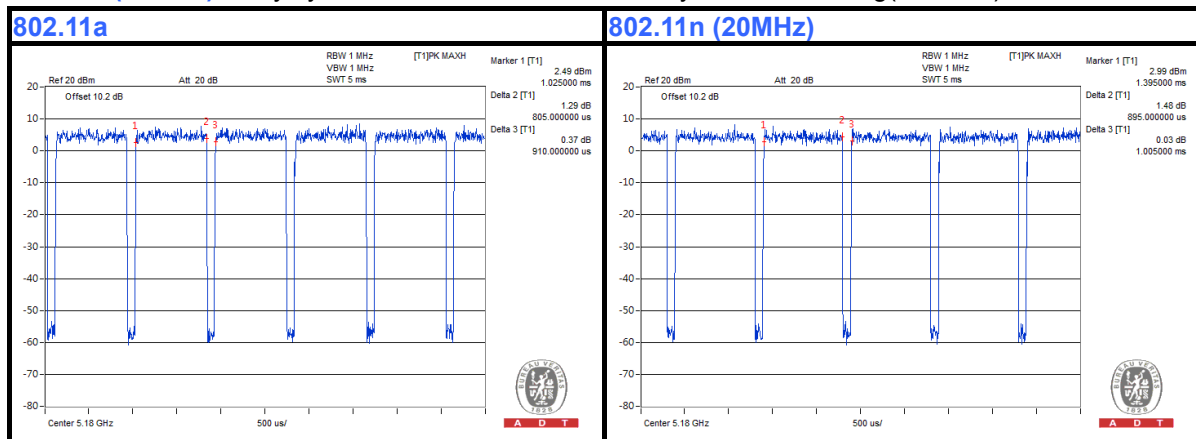 802.11a
RBW 1 MHz [T1]PK MAXH
VBW 1 MHz
Ref 20 dBm Att 20 dB SWT 5 ms
Marker 1 [T1]
2.49 dBm
1.025000 ms
Delta 2 [T1]
1.29 dB
805.000000 us
Delta 3 [T1]
0.37 dB
910.000000 us
Offset 10.2 dB
20
10
0
-10
-20
-30
-40
-50
-60
-70
-80
1 2 3
Center 5.18 GHz 500 us/
BUREAU VERITAS
1828
A D T
802.11n (20MHz)
RBW 1 MHz [T1]PK MAXH
VBW 1 MHz
Ref 20 dBm Att 20 dB SWT 5 ms
Marker 1 [T1]
2.99 dBm
1.395000 ms
Delta 2 [T1]
1.48 dB
895.000000 us
Delta 3 [T1]
0.03 dB
1.005000 ms
Offset 10.2 dB
20
10
0
-10
-20
-30
-40
-50
-60
-70
-80
1 2 3
Center 5.18 GHz 500 us/
BUREAU VERITAS
1828
A D T